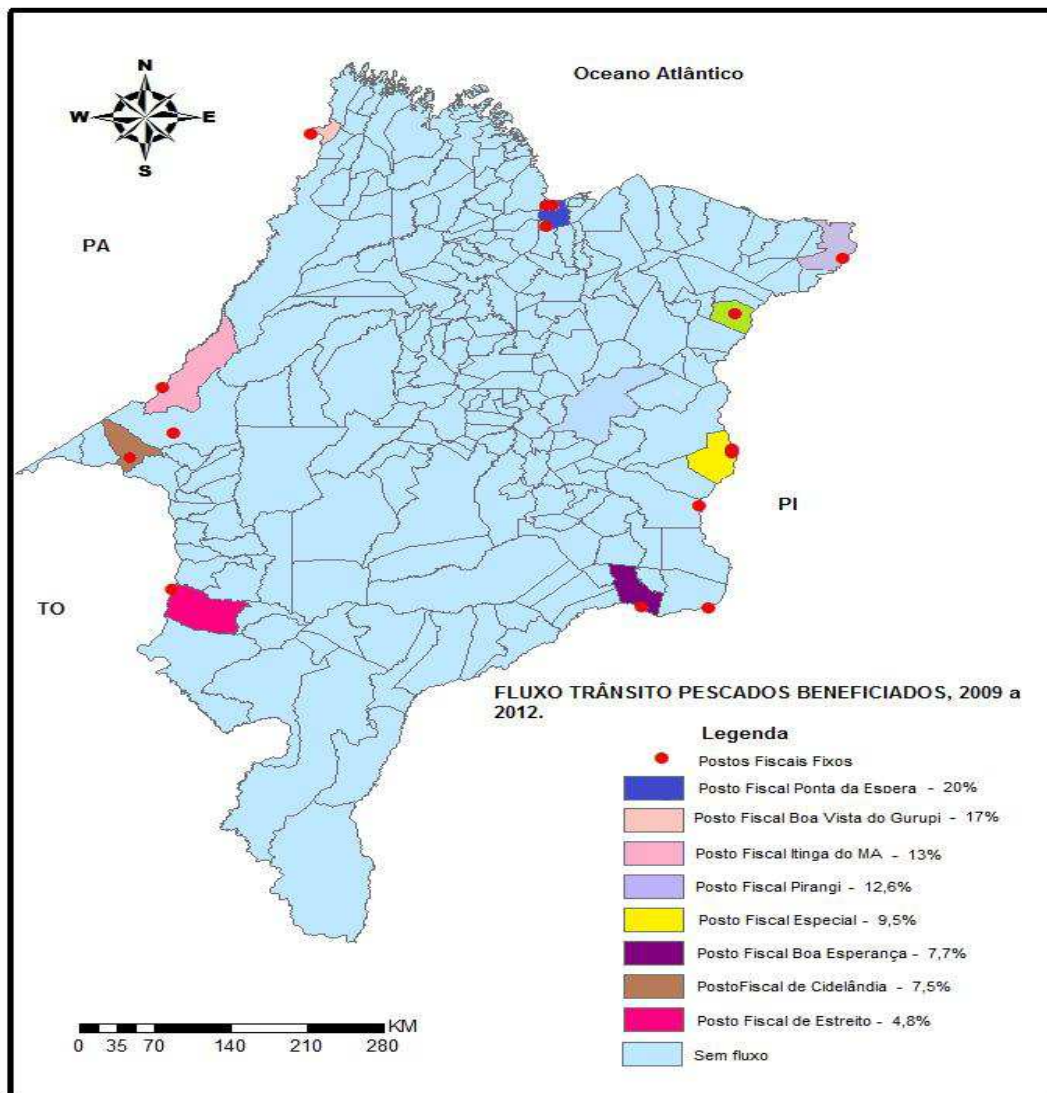 N
W E
S
Oceano Atlântico
PA
PI
TO
FLUXO TRÂNSITO PESCADOS BENEFICIADOS, 2009 a
2012.
Legenda
Postos Fiscais Fixos
Posto Fiscal Ponta da Espera - 20%
Posto Fiscal Boa Vista do Gurupi - 17%
Posto Fiscal Itinga do MA - 13%
Posto Fiscal Pirangi - 12,6%
Posto Fiscal Especial - 9,5%
Posto Fiscal Boa Esperança - 7,7%
PostoFiscal de Cidelândia - 7,5%
Posto Fiscal de Estreito - 4,8%
Sem fluxo
KM
0 35 70 140 210 280